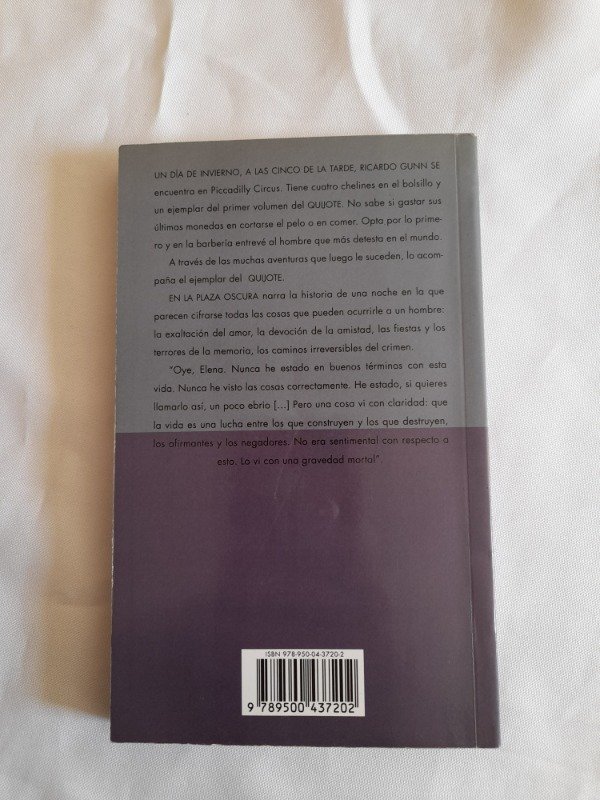 UN DÍA DE INVIERNO, A LAS CINCO DE LA TARDE, RICARDO GUNN SE
encuentra en Piccadilly Circus. Tiene cuatro chelines en el bolsillo y
un ejemplar del primer volumen del QUIJOTE. No sabe si gastar sus
últimas monedas en cortarse el pelo o en comer. Opta por lo prime-
ro y en la barbería entrevé al hombre que más detesta en el mundo.
A través de las muchas aventuras que luego le suceden, lo acom-
paña el ejemplar del QUIJOTE.
EN LA PLAZA OSCURA narra la historia de una noche en la que
parecen cifrarse todas las cosas que pueden ocurrirle a un hombre:
la exaltación del amor, la devoción de la amistad, las fiestas y los
terrores de la memoria, los caminos irreversibles del crimen.
"Oye, Elena. Nunca he estado en buenos términos con esta
vida. Nunca he visto las cosas correctamente. He estado, si quieres
llamarlo así, un poco ebrio [...] Pero una cosa vi con claridad: que
la vida es una lucha entre los que construyen y los que destruyen,
los afirmantes y los negadores. No era sentimental con respecto a
esto. Lo vi con una gravedad mortal"
ISBN 978-950-04-3720-2
9 789500 437202